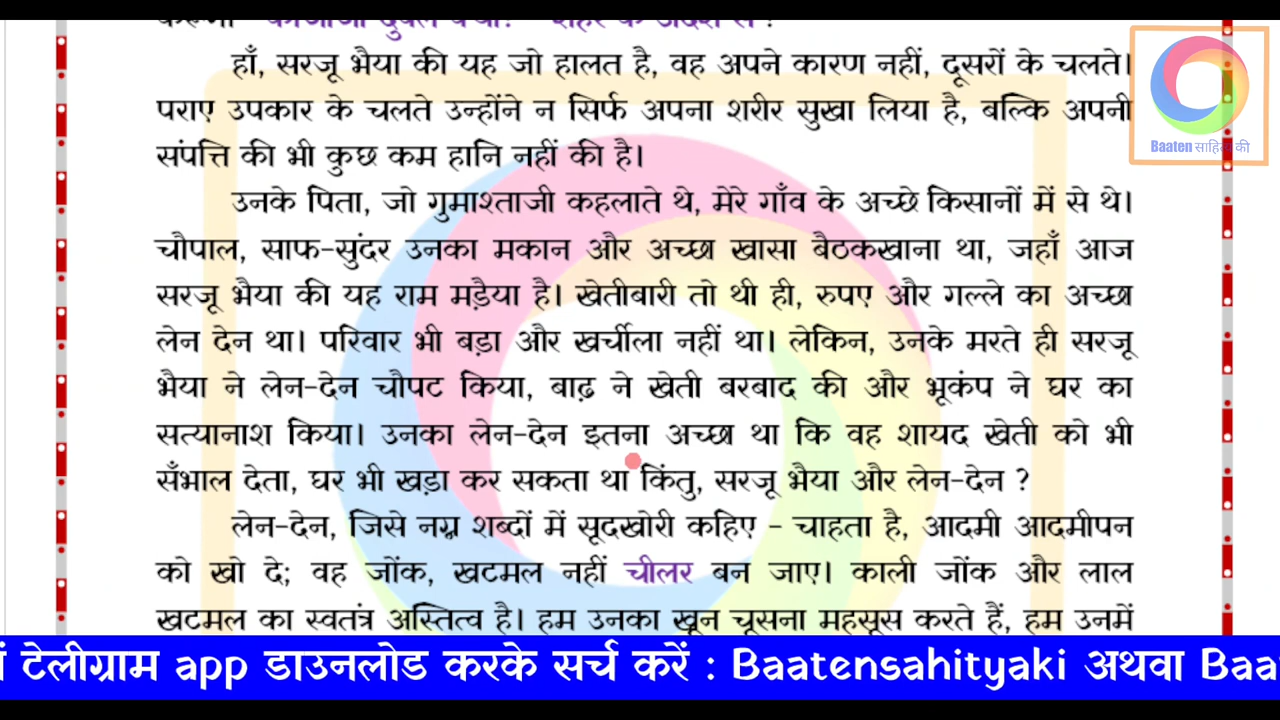 हाँ, सरजू भैया की यह जो हालत है, वह अपने कारण नहीं, दूसरों के चलते।
पराए उपकार के चलते उन्होंने न सिर्फ अपना शरीर सुखा लिया है, बल्कि अपनी
संपत्ति की भी कुछ कम हानि नहीं की है।
Baaten साहित्य की
उनके पिता, जो गुमाश्ताजी कहलाते थे, मेरे गाँव के अच्छे किसानों में से थे।
चौपाल, साफ-सुंदर उनका मकान और अच्छा खासा बैठकखाना था, जहाँ आज
सरजू भैया की यह राम मड़ैया है। खेतीबारी तो थी ही, रुपए और गल्ले का अच्छा
लेन देन था। परिवार भी बड़ा और खर्चीला नहीं था। लेकिन, उनके मरते ही सरजू
भैया ने लेन-देन चौपट किया, बाढ़ ने खेती बरबाद की और भूकंप ने घर का
सत्यानाश किया। उनका लेन-देन इतना अच्छा था कि वह शायद खेती को भी
सँभाल देता, घर भी खड़ा कर सकता था किंतु, सरजू भैया और लेन-देन ?
लेन-देन, जिसे नग्न शब्दों में सूदखोरी कहिए - चाहता है, आदमी आदमीपन
को खो दे; वह जोंक, खटमल नहीं चीलर बन जाए। काली जोंक और लाल
खटमल का स्वतंत्र अस्तित्व है। हम उनका खून चूसना महसूस करते हैं, हम उनमें
टेलीग्राम app डाउनलोड करके सर्च करें : Baatensahityaki अथवा Baa